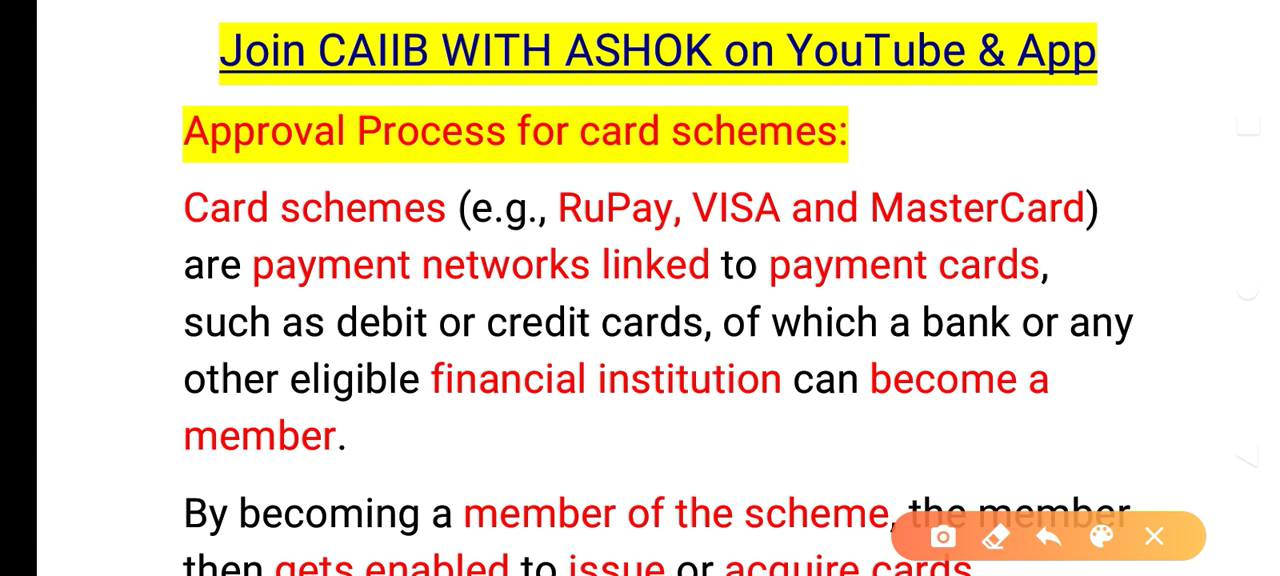 Join CAIIB WITH ASHOK on YouTube & App
Approval Process for card schemes:
Card schemes (e.g., RuPay, VISA and MasterCard)
are payment networks linked to payment cards,
such as debit or credit cards, of which a bank or any
other eligible financial institution can become a
member.
By becoming a member of the scheme, the member
then gets enabled to issue or acquire cards